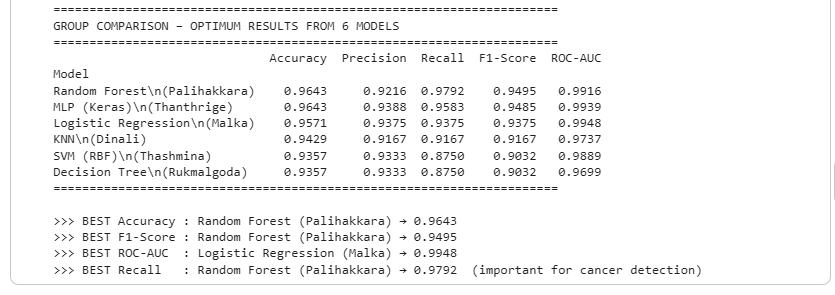 ======================================================================
GROUP COMPARISON – OPTIMUM RESULTS FROM 6 MODELS
======================================================================
Accuracy Precision Recall F1-Score ROC-AUC
Model
Random Forest\n(Palihakkara) 0.9643 0.9216 0.9792 0.9495 0.9916
MLP (Keras)\n(Thanthrige) 0.9643 0.9388 0.9583 0.9485 0.9939
Logistic Regression\n(Malka) 0.9571 0.9375 0.9375 0.9375 0.9948
KNN\n(Dinali) 0.9429 0.9167 0.9167 0.9167 0.9737
SVM (RBF)\n(Thashmina) 0.9357 0.9333 0.8750 0.9032 0.9889
Decision Tree\n(Rukmalgoda) 0.9357 0.9333 0.8750 0.9032 0.9699
======================================================================
>>> BEST Accuracy : Random Forest (Palihakkara) → 0.9643
>>> BEST F1-Score : Random Forest (Palihakkara) → 0.9495
>>> BEST ROC-AUC : Logistic Regression (Malka) → 0.9948
>>> BEST Recall : Random Forest (Palihakkara) → 0.9792 (important for cancer detection)